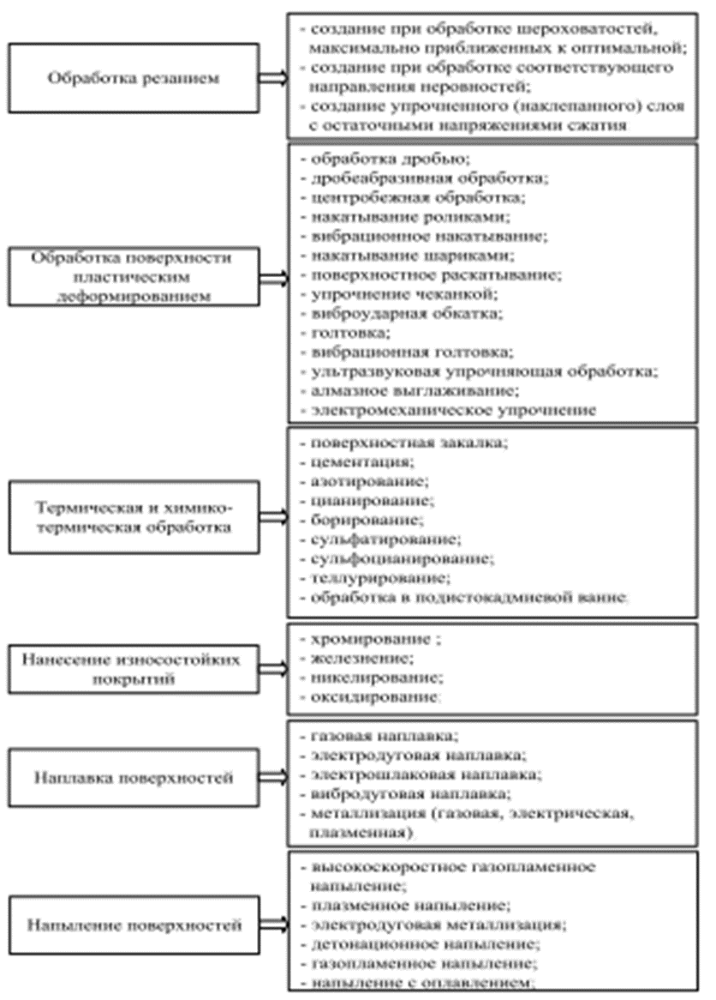 Обработка резанием
- создание при обработке шероховатостей,
максимально приближенных к оптимальной;
- создание при обработке соответствующего
направления неровностей;
- создание упрочненного (наклепанного) слоя
с остаточными напряжениями сжатия
Обработка поверхности
пластическим
деформированием
- обработка дробью;
- дробеабразивная обработка;
- центробежная обработка;
- накатывание роликами;
- вибрационное накатывание;
- накатывание шариками;
- поверхностное раскатывание;
- упрочнение чеканкой;
- виброударная обкатка;
- голтовка;
- вибрационная голтовка;
- ультразвуковая упрочняющая обработка;
- алмазное выглаживание;
- электромеханическое упрочнение
Термическая и химико-
термическая обработка
- поверхностная закалка;
- цементация;
- азотирование;
- цианирование;
- борирование;
- сульфатирование;
- сульфоцианирование;
- теллурирование;
- обработка в подистокадмиевой ванне;
Нанесение износостойких
покрытий
- хромирование ;
- железнение;
- никелирование;
- оксидирование;
Наплавка поверхностей
- газовая наплавка;
- электродуговая наплавка;
- электрошлаковая наплавка;
- вибродуговая наплавка;
- металлизация (газовая, электрическая,
плазменная)
Напыление поверхностей
- высокоскоростное газопламенное
напыление;
- плазменное напыление;
- электродуговая металлизация;
- детонационное напыление;
- газопламенное напыление;
- напыление с оплавлением;